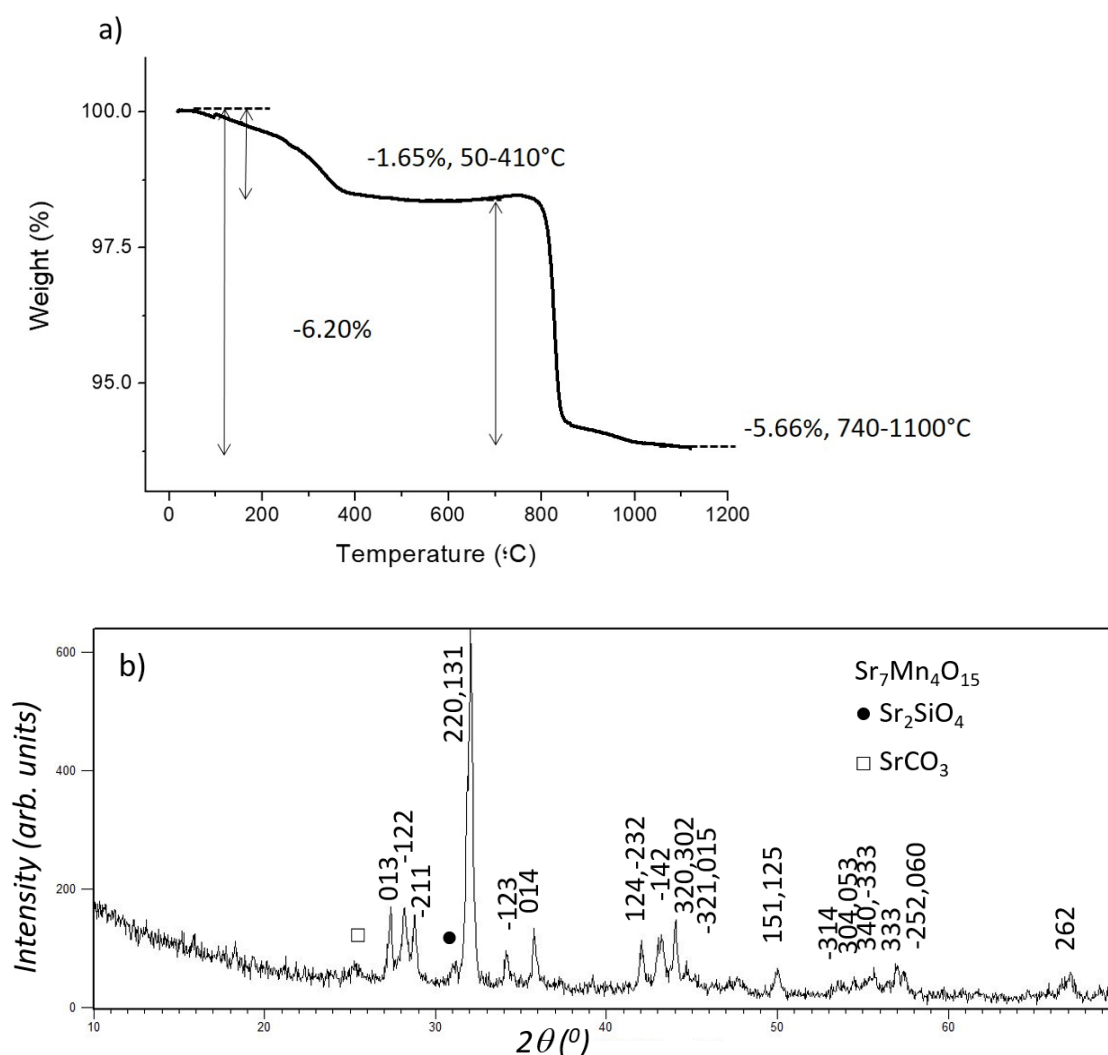 a)
100.0
97.5
95.0
Weight (%)
-1.65%, 50-410°C
-6.20%
-5.66%, 740-1100°C
0 200 400 600 800 1000 1200
Temperature (؛C)
b)
600
400
200
0
Intensity (arb. units)
013
-122
-211
220,131
-123
014
124,-232
-142
320,302
-321,015
151,125
-314
304,053
340,-333
333
-252,060
262
Sr₇Mn₄O₁₅
● Sr₂SiO₄
□ SrCO₃
10 20 30 40 50 60
2θ (⁰)